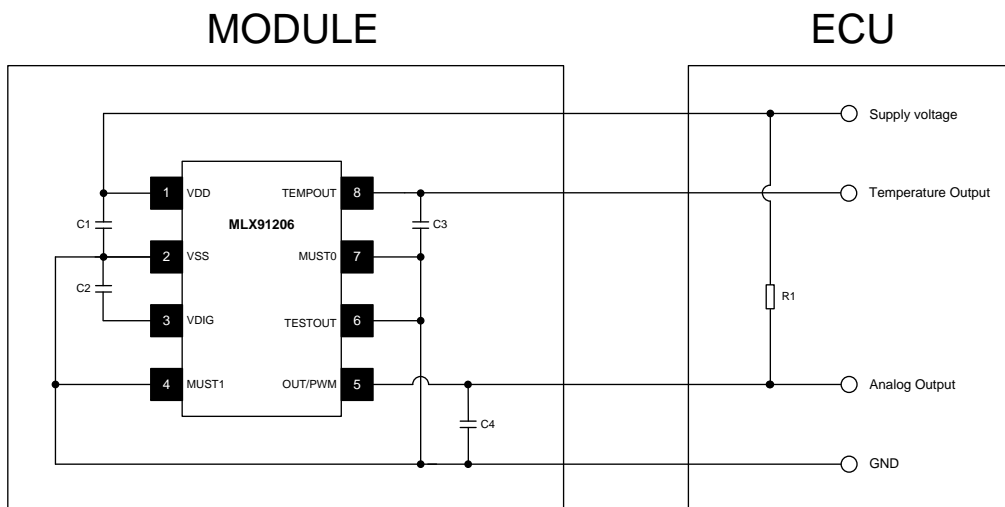 MODULE
ECU
Supply voltage
1 VDD TEMPOUT 8
Temperature Output
C1
MLX91206
C3
2 VSS MUST0 7
C2
R1
3 VDIG TESTOUT 6
4 MUST1 OUT/PWM 5
Analog Output
C4
GND